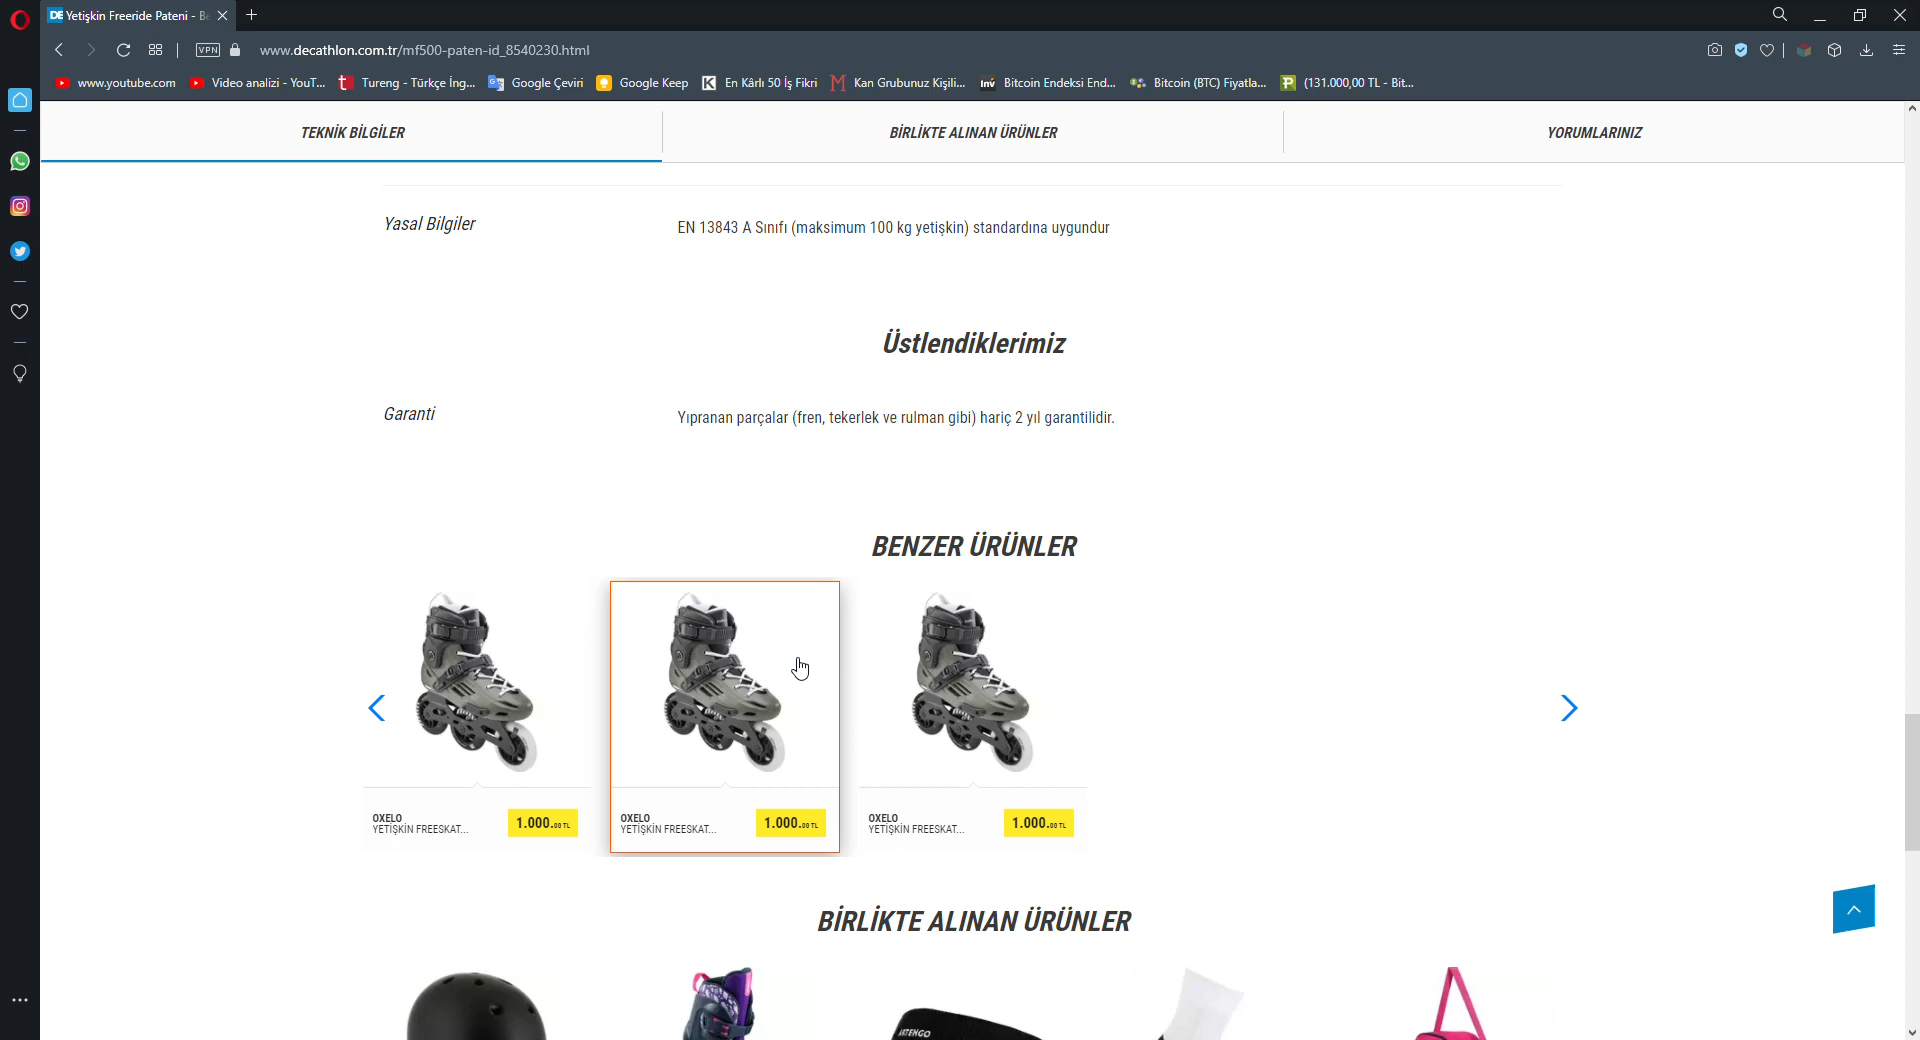 DE Yetişkin Freeride Pateni - Be
VPN
www.decathlon.com.tr/mf500-paten-id_8540230.html
www.youtube.com
Video analizi - YouT...
Tureng - Türkçe İng...
Google Çeviri
Google Keep
K En Kârlı 50 İş Fikri
M Kan Grubunuz Kişili...
Inv Bitcoin Endeksi End...
Bitcoin (BTC) Fiyatla...
(131.000,00 TL - Bit...
TEKNİK BİLGİLER
BİRLİKTE ALINAN ÜRÜNLER
YORUMLARINIZ
Yasal Bilgiler
EN 13843 A Sınıfı (maksimum 100 kg yetişkin) standardına uygundur
Üstlendiklerimiz
Garanti
Yıpranan parçalar (fren, tekerlek ve rulman gibi) hariç 2 yıl garantilidir.
BENZER ÜRÜNLER
OXELO
YETİŞKİN FREESKAT...
1.000.00 TL
OXELO
YETİŞKİN FREESKAT...
1.000.00 TL
OXELO
YETİŞKİN FREESKAT...
1.000.00 TL
BİRLİKTE ALINAN ÜRÜNLER
ARTENGO